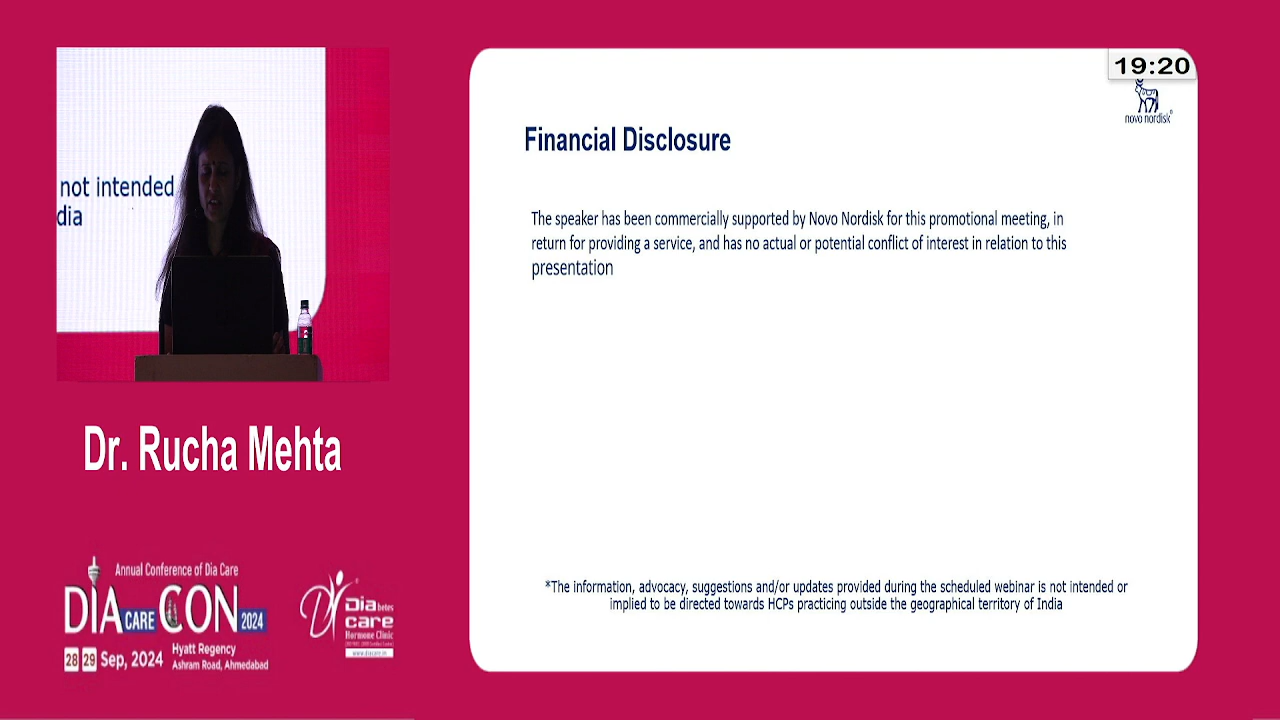 not intended
dia
Dr. Rucha Mehta
Annual Conference of Dia Care
DIA CARE CON 2024
28 29 Sep, 2024
Hyatt Regency
Ashram Road, Ahmedabad
Diabetes
care
Hormone Clinic
www.diacare.in
19:20
novo nordisk®
Financial Disclosure
The speaker has been commercially supported by Novo Nordisk for this promotional meeting, in
return for providing a service, and has no actual or potential conflict of interest in relation to this
presentation
*The information, advocacy, suggestions and/or updates provided during the scheduled webinar is not intended or
implied to be directed towards HCPs practicing outside the geographical territory of India